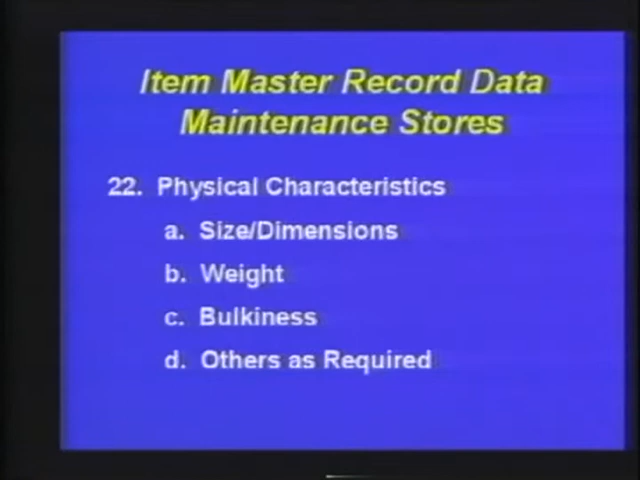 Item Master Record Data
Maintenance Stores
22. Physical Characteristics
a. Size/Dimensions
b. Weight
c. Bulkiness
d. Others as Required